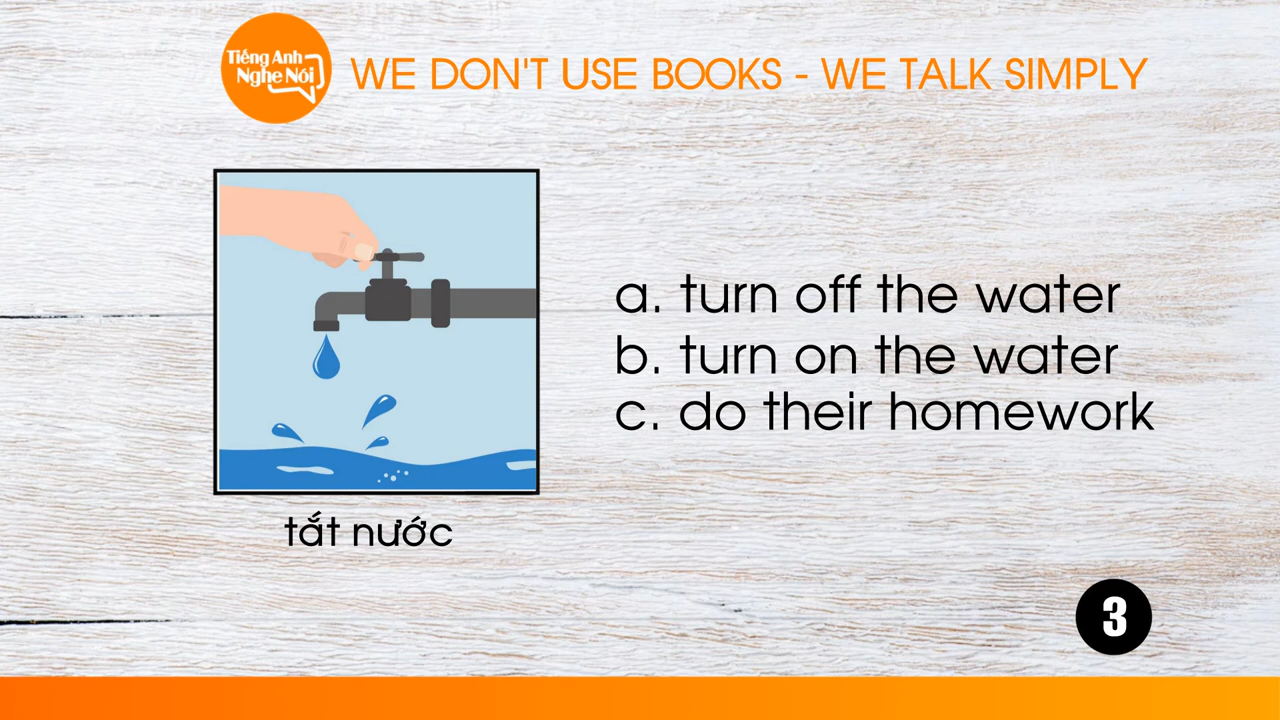 Tiếng Anh
Nghe Nói
WE DON'T USE BOOKS - WE TALK SIMPLY
a. turn off the water
b. turn on the water
c. do their homework
tắt nước
3